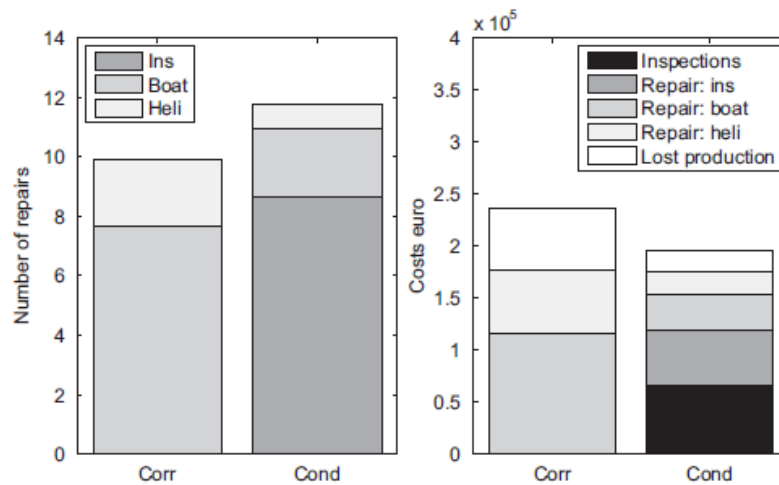 14
12
10
8
6
4
2
0
Number of repairs
Ins
Boat
Heli
Corr
Cond
x 10^5
4
3.5
3
2.5
2
1.5
1
0.5
0
Costs euro
Inspections
Repair: ins
Repair: boat
Repair: heli
Lost production
Corr
Cond